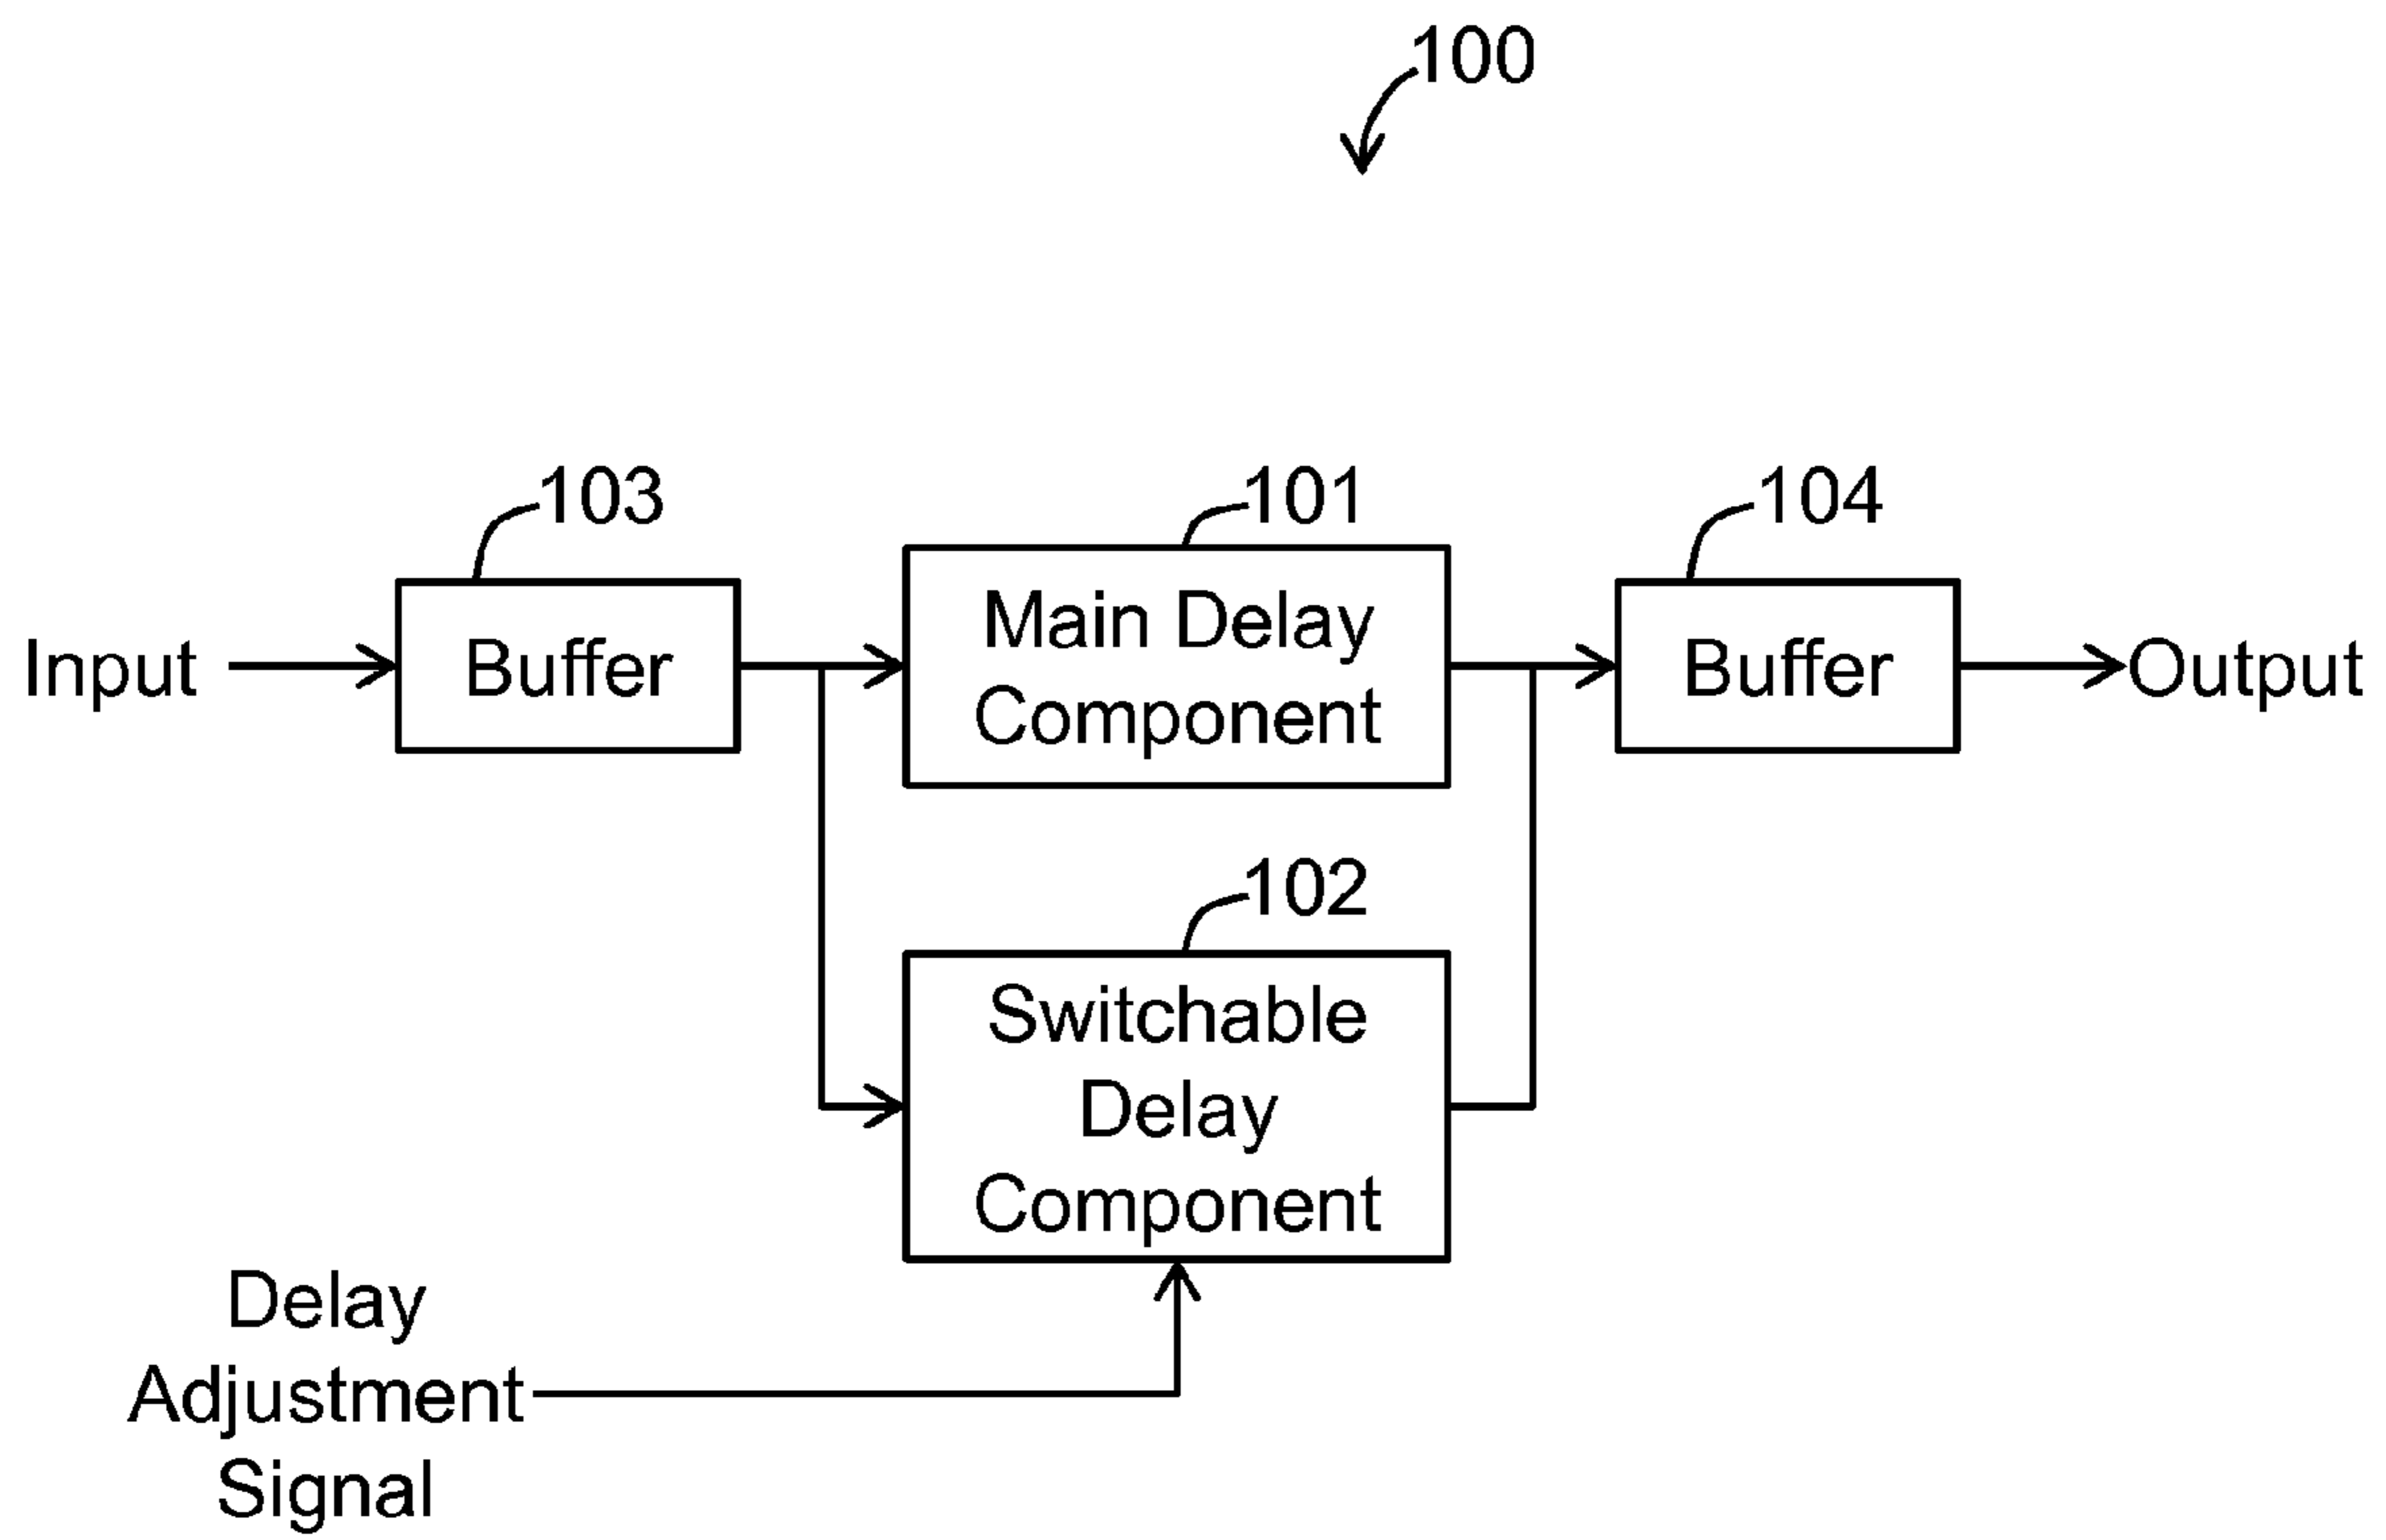 100
103
101
104
Input
Buffer
Main Delay
Component
Buffer
Output
102
Switchable
Delay
Component
Delay
Adjustment
Signal